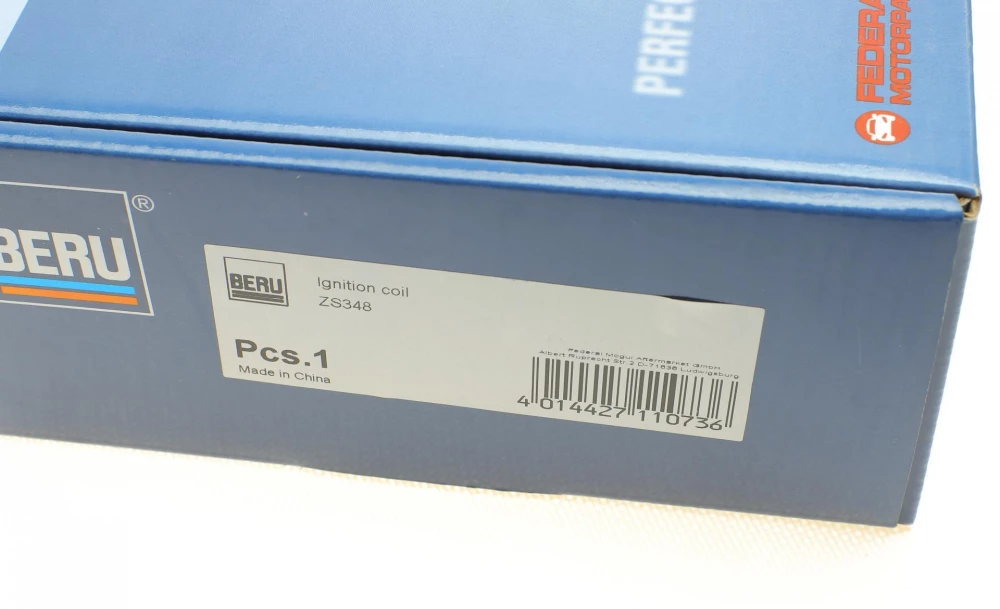 PERFEC
FEDERA
MOTORPA
BERU®
BERU
Ignition coil
ZS348
Pcs.1
Made in China
Federal Mogul Aftermarket GmbH
Albert Ruprecht Str 2 D-71636 Ludwigsburg
4 014427 110736